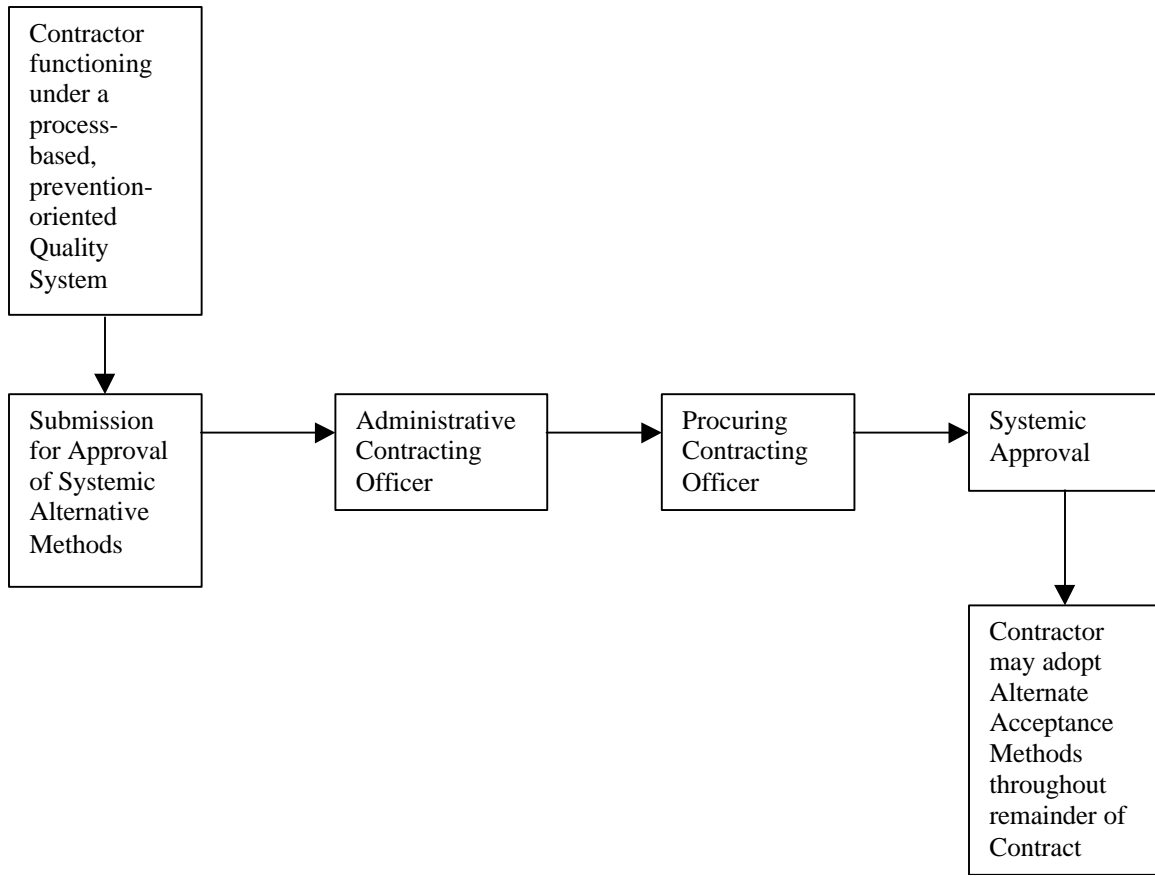 Contractor
functioning
under a
process-
based,
prevention-
oriented
Quality
System
Submission
for Approval
of Systemic
Alternative
Methods
Administrative
Contracting
Officer
Procuring
Contracting
Officer
Systemic
Approval
Contractor
may adopt
Alternate
Acceptance
Methods
throughout
remainder of
Contract